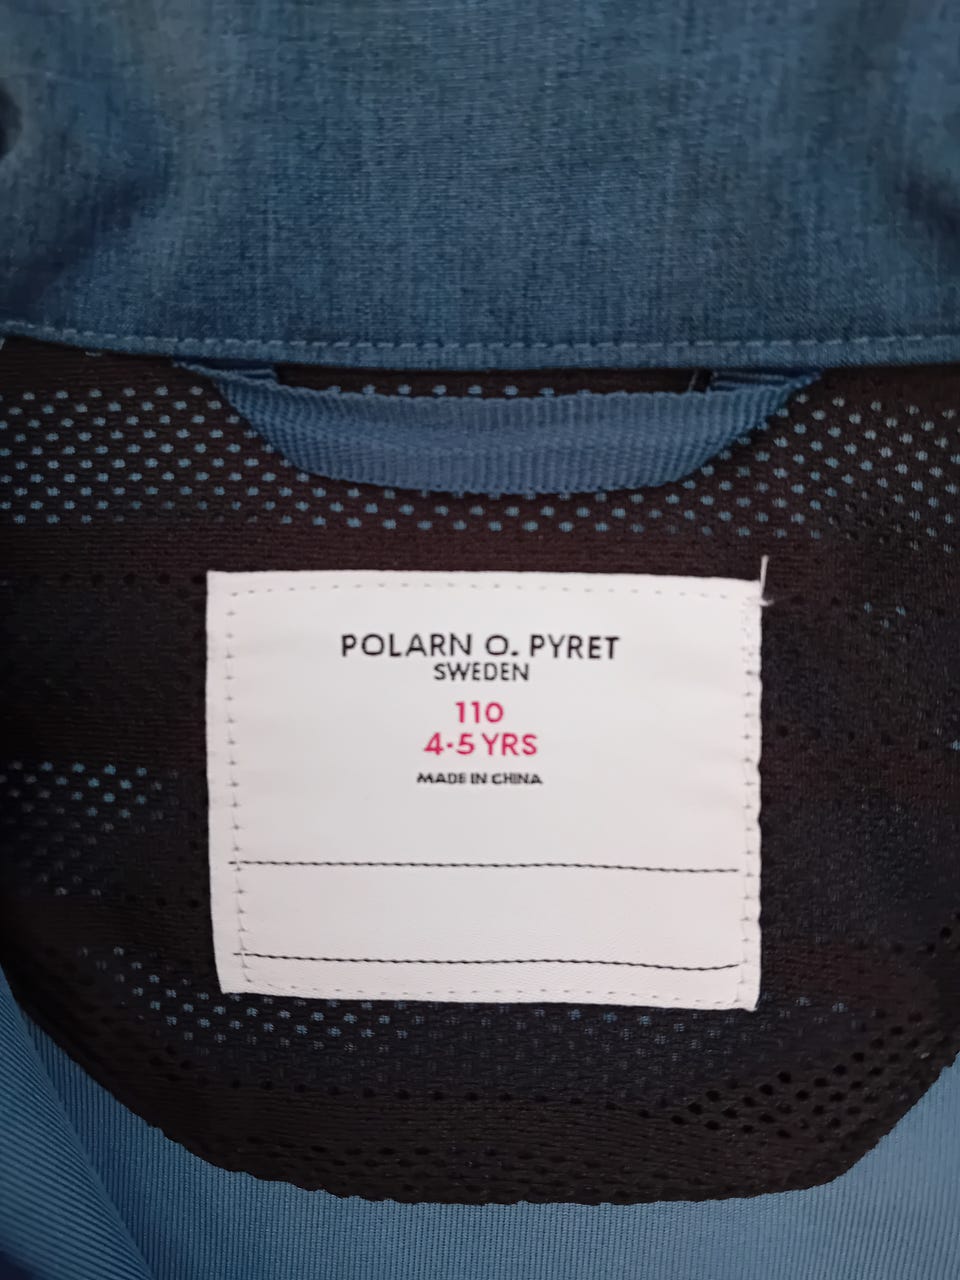 POLARN O. PYRET
SWEDEN
110
4-5 YRS
MADE IN CHINA